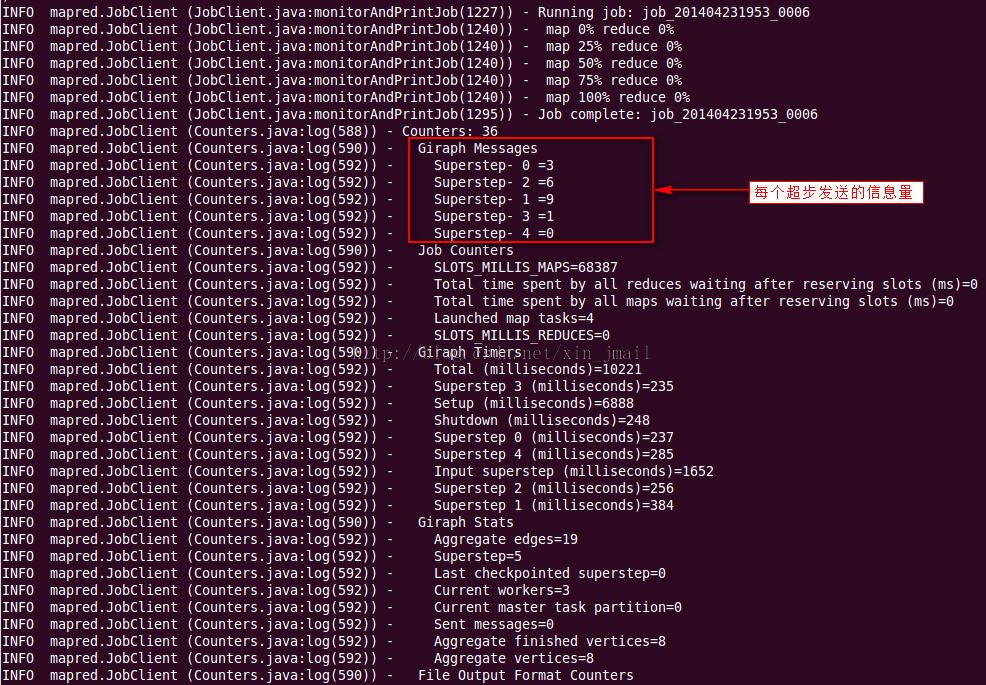 INFO  mapred.JobClient (JobClient.java:monitorAndPrintJob(1227)) - Running job: job_201404231953_0006
INFO  mapred.JobClient (JobClient.java:monitorAndPrintJob(1240)) -  map 0% reduce 0%
INFO  mapred.JobClient (JobClient.java:monitorAndPrintJob(1240)) -  map 25% reduce 0%
INFO  mapred.JobClient (JobClient.java:monitorAndPrintJob(1240)) -  map 50% reduce 0%
INFO  mapred.JobClient (JobClient.java:monitorAndPrintJob(1240)) -  map 75% reduce 0%
INFO  mapred.JobClient (JobClient.java:monitorAndPrintJob(1240)) -  map 100% reduce 0%
INFO  mapred.JobClient (JobClient.java:monitorAndPrintJob(1295)) - Job complete: job_201404231953_0006
INFO  mapred.JobClient (Counters.java:log(588)) - Counters: 36
INFO  mapred.JobClient (Counters.java:log(590)) -   Giraph Messages
INFO  mapred.JobClient (Counters.java:log(592)) -     Superstep- 0 =3
INFO  mapred.JobClient (Counters.java:log(592)) -     Superstep- 2 =6
每个超步发送的信息量
INFO  mapred.JobClient (Counters.java:log(592)) -     Superstep- 1 =9
INFO  mapred.JobClient (Counters.java:log(592)) -     Superstep- 3 =1
INFO  mapred.JobClient (Counters.java:log(592)) -     Superstep- 4 =0
INFO  mapred.JobClient (Counters.java:log(590)) -   Job Counters
INFO  mapred.JobClient (Counters.java:log(592)) -     SLOTS_MILLIS_MAPS=68387
INFO  mapred.JobClient (Counters.java:log(592)) -     Total time spent by all reduces waiting after reserving slots (ms)=0
INFO  mapred.JobClient (Counters.java:log(592)) -     Total time spent by all maps waiting after reserving slots (ms)=0
INFO  mapred.JobClient (Counters.java:log(592)) -     Launched map tasks=4
INFO  mapred.JobClient (Counters.java:log(592)) -     SLOTS_MILLIS_REDUCES=0
INFO  mapred.JobClient (Counters.java:log(590)) -   Giraph Timers
http://blog.csdn.net/xin_jmail
INFO  mapred.JobClient (Counters.java:log(592)) -     Total (milliseconds)=10221
INFO  mapred.JobClient (Counters.java:log(592)) -     Superstep 3 (milliseconds)=235
INFO  mapred.JobClient (Counters.java:log(592)) -     Setup (milliseconds)=6888
INFO  mapred.JobClient (Counters.java:log(592)) -     Shutdown (milliseconds)=248
INFO  mapred.JobClient (Counters.java:log(592)) -     Superstep 0 (milliseconds)=237
INFO  mapred.JobClient (Counters.java:log(592)) -     Superstep 4 (milliseconds)=285
INFO  mapred.JobClient (Counters.java:log(592)) -     Input superstep (milliseconds)=1652
INFO  mapred.JobClient (Counters.java:log(592)) -     Superstep 2 (milliseconds)=256
INFO  mapred.JobClient (Counters.java:log(592)) -     Superstep 1 (milliseconds)=384
INFO  mapred.JobClient (Counters.java:log(590)) -   Giraph Stats
INFO  mapred.JobClient (Counters.java:log(592)) -     Aggregate edges=19
INFO  mapred.JobClient (Counters.java:log(592)) -     Superstep=5
INFO  mapred.JobClient (Counters.java:log(592)) -     Last checkpointed superstep=0
INFO  mapred.JobClient (Counters.java:log(592)) -     Current workers=3
INFO  mapred.JobClient (Counters.java:log(592)) -     Current master task partition=0
INFO  mapred.JobClient (Counters.java:log(592)) -     Sent messages=0
INFO  mapred.JobClient (Counters.java:log(592)) -     Aggregate finished vertices=8
INFO  mapred.JobClient (Counters.java:log(592)) -     Aggregate vertices=8
INFO  mapred.JobClient (Counters.java:log(590)) -   File Output Format Counters